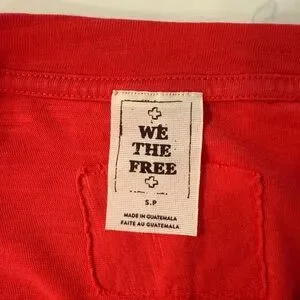 WE
THE
FREE
S.P
MADE IN GUATEMALA
FAITE AU GUATEMALA